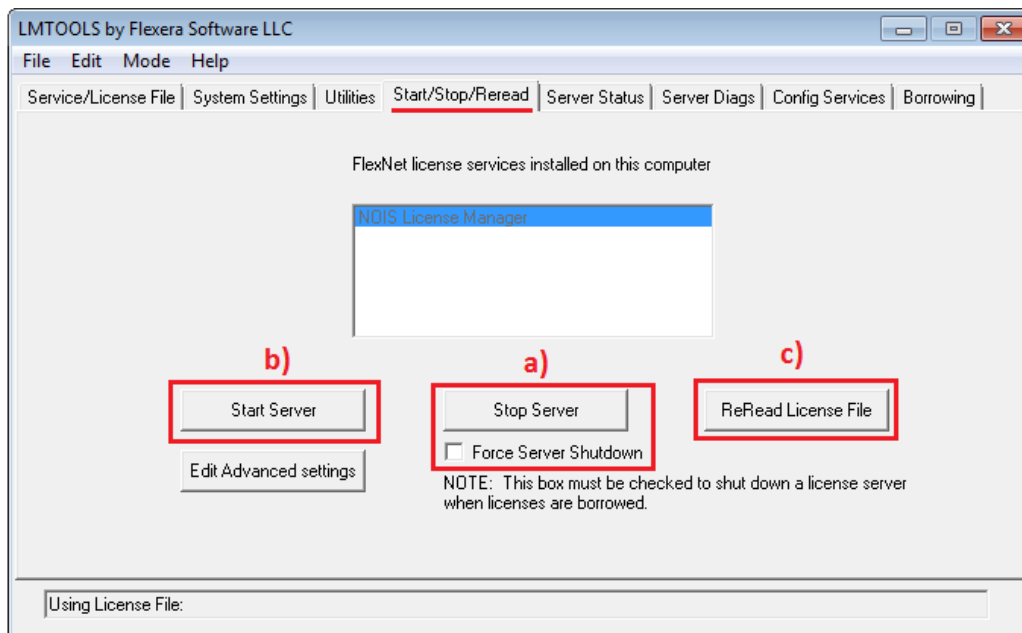 LMTOOLS by Flexera Software LLC
File Edit Mode Help
Service/License File System Settings Utilities Start/Stop/Reread Server Status Server Diags Config Services Borrowing
FlexNet license services installed on this computer
NOIS License Manager
b) a) c)
Start Server Stop Server ReRead License File
Force Server Shutdown
Edit Advanced settings
NOTE: This box must be checked to shut down a license server
when licenses are borrowed.
Using License File: